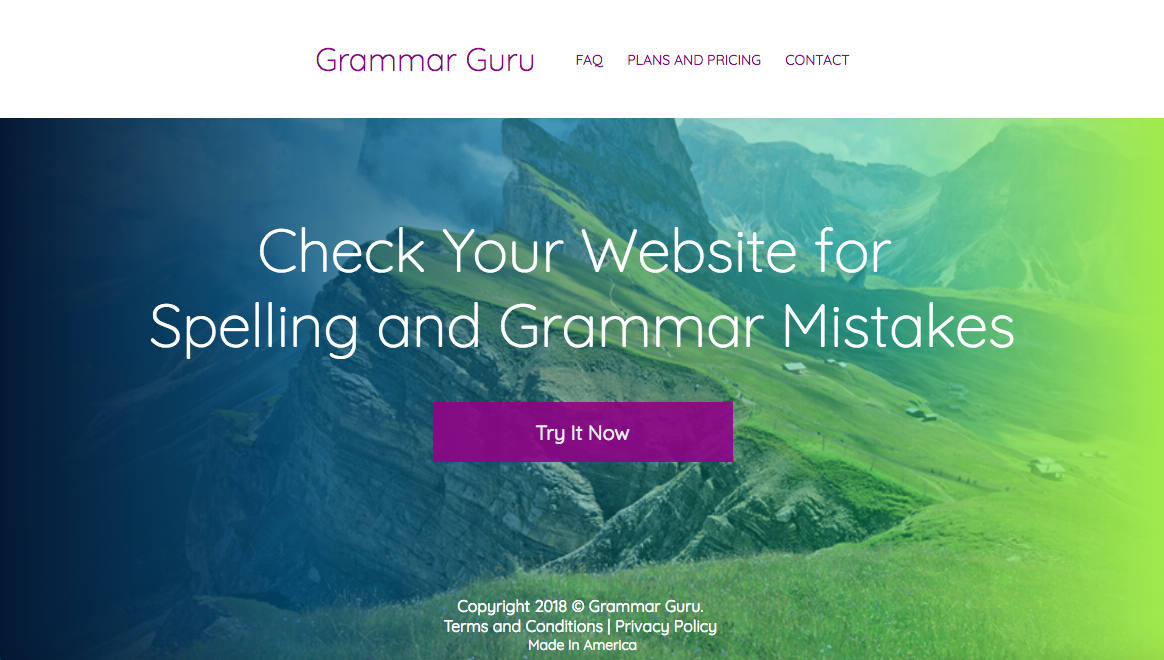 Grammar Guru
FAQ PLANS AND PRICING CONTACT
Check Your Website for
Spelling and Grammar Mistakes
Try It Now
Copyright 2018 © Grammar Guru.
Terms and Conditions | Privacy Policy
Made In America